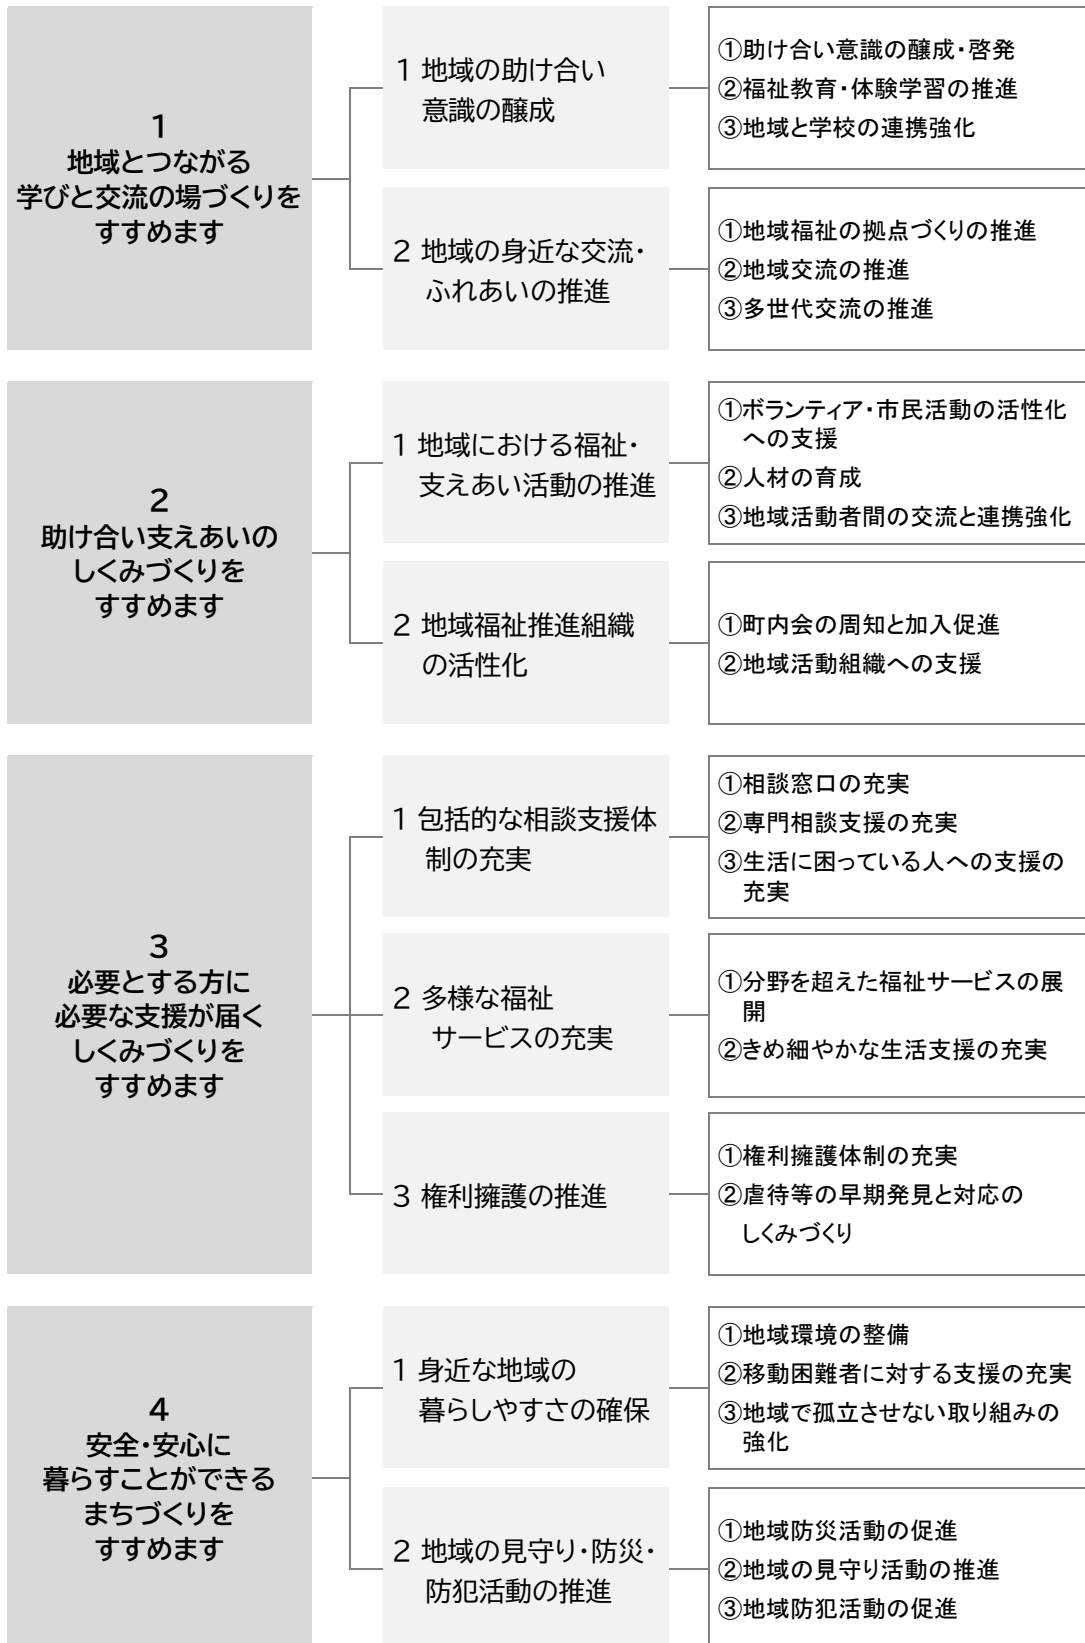 1
地域とつながる
学びと交流の場づくりを
すすめます
1 地域の助け合い
意識の醸成
①助け合い意識の醸成・啓発
②福祉教育・体験学習の推進
③地域と学校の連携強化
2 地域の身近な交流・
ふれあいの推進
①地域福祉の拠点づくりの推進
②地域交流の推進
③多世代交流の推進
2
助け合い支えあいの
しくみづくりを
すすめます
1 地域における福祉・
支えあい活動の推進
①ボランティア・市民活動の活性化
への支援
②人材の育成
③地域活動者間の交流と連携強化
2 地域福祉推進組織
の活性化
①町内会の周知と加入促進
②地域活動組織への支援
3
必要とする方に
必要な支援が届く
しくみづくりを
すすめます
1 包括的な相談支援体
制の充実
①相談窓口の充実
②専門相談支援の充実
③生活に困っている人への支援の
充実
2 多様な福祉
サービスの充実
①分野を超えた福祉サービスの展
開
②きめ細やかな生活支援の充実
3 権利擁護の推進
①権利擁護体制の充実
②虐待等の早期発見と対応の
しくみづくり
4
安全・安心に
暮らすことができる
まちづくりを
すすめます
1 身近な地域の
暮らしやすさの確保
①地域環境の整備
②移動困難者に対する支援の充実
③地域で孤立させない取り組みの
強化
2 地域の見守り・防災・
防犯活動の推進
①地域防災活動の促進
②地域の見守り活動の推進
③地域防犯活動の促進